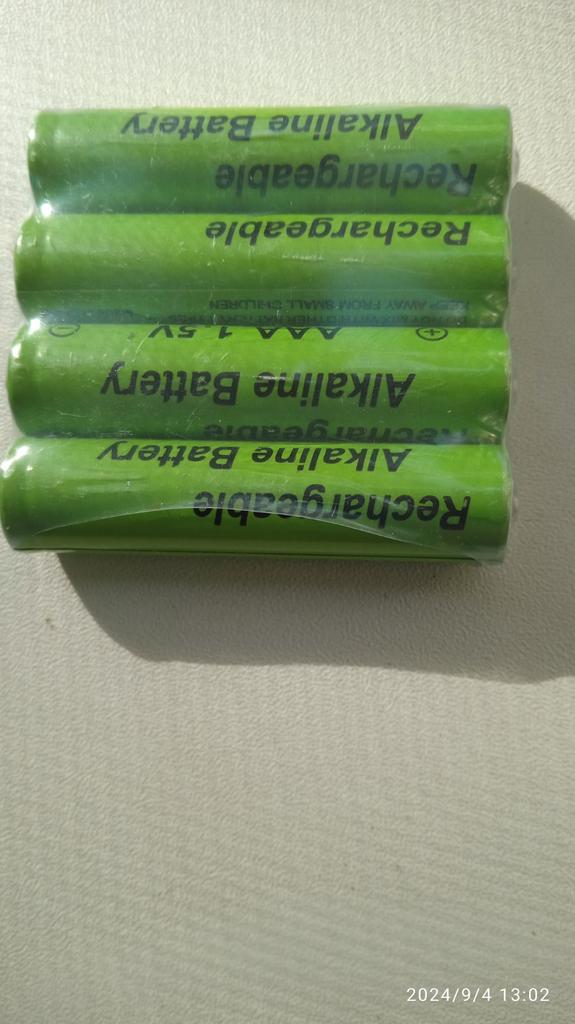 Rechargeable
Alkaline Battery
Rechargeable
Alkaline Battery
AAA 1.5V
KEEP AWAY FROM SMALL CHILDREN
Rechargeable
Rechargeable
Alkaline Battery
2024/9/4 13:02